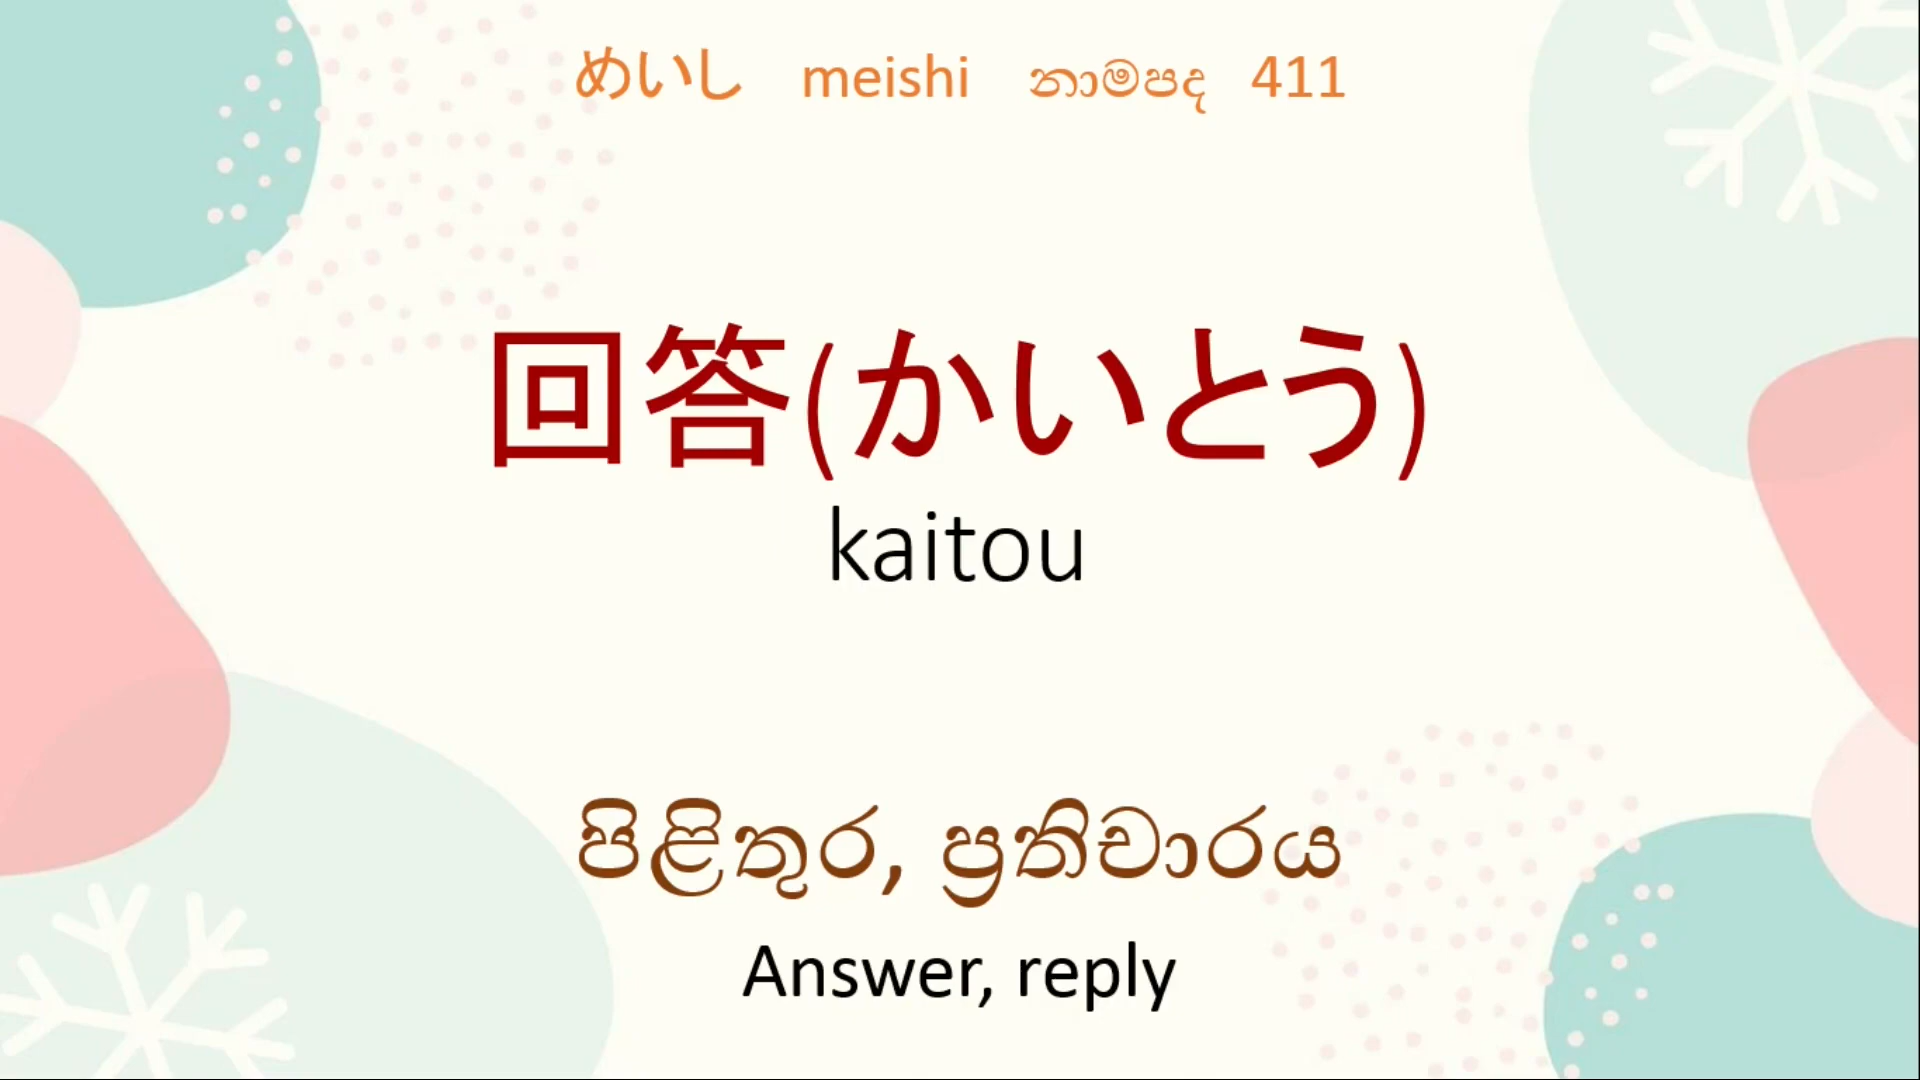 めいし meishi නාමපද 411
回答(かいとう)
kaitou
පිළිතුර, ප්‍රතිචාරය
Answer, reply